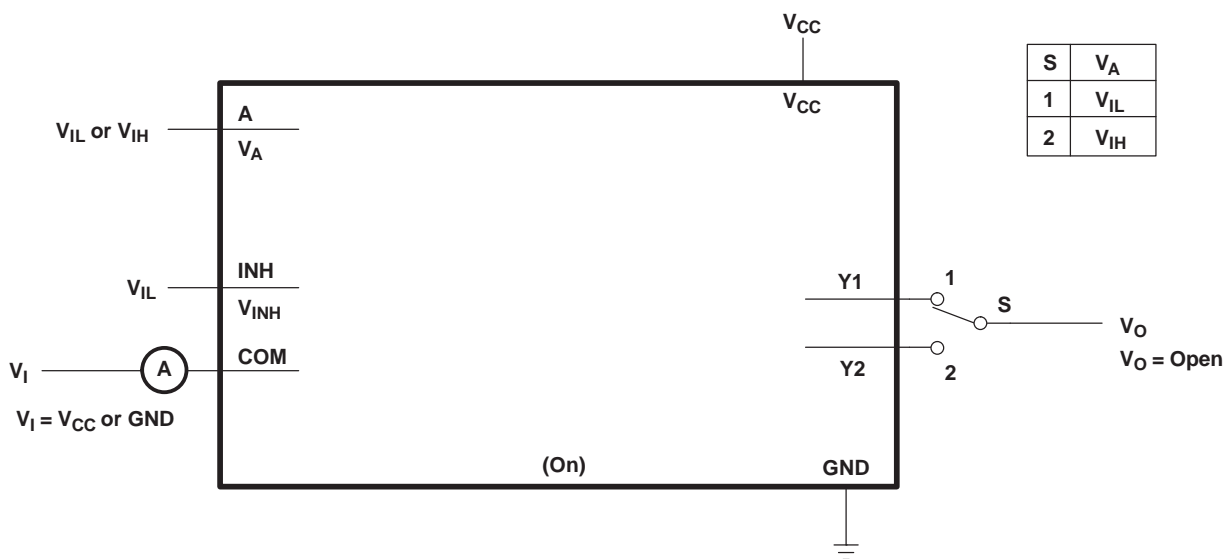 VCC
VCC
S VA
1 VIL
2 VIH
A
VIL or VIH
VA
INH
VIL
VINH
COM
VI
A
VI = VCC or GND
Y1
1
S
VO
VO = Open
Y2
2
(On)
GND